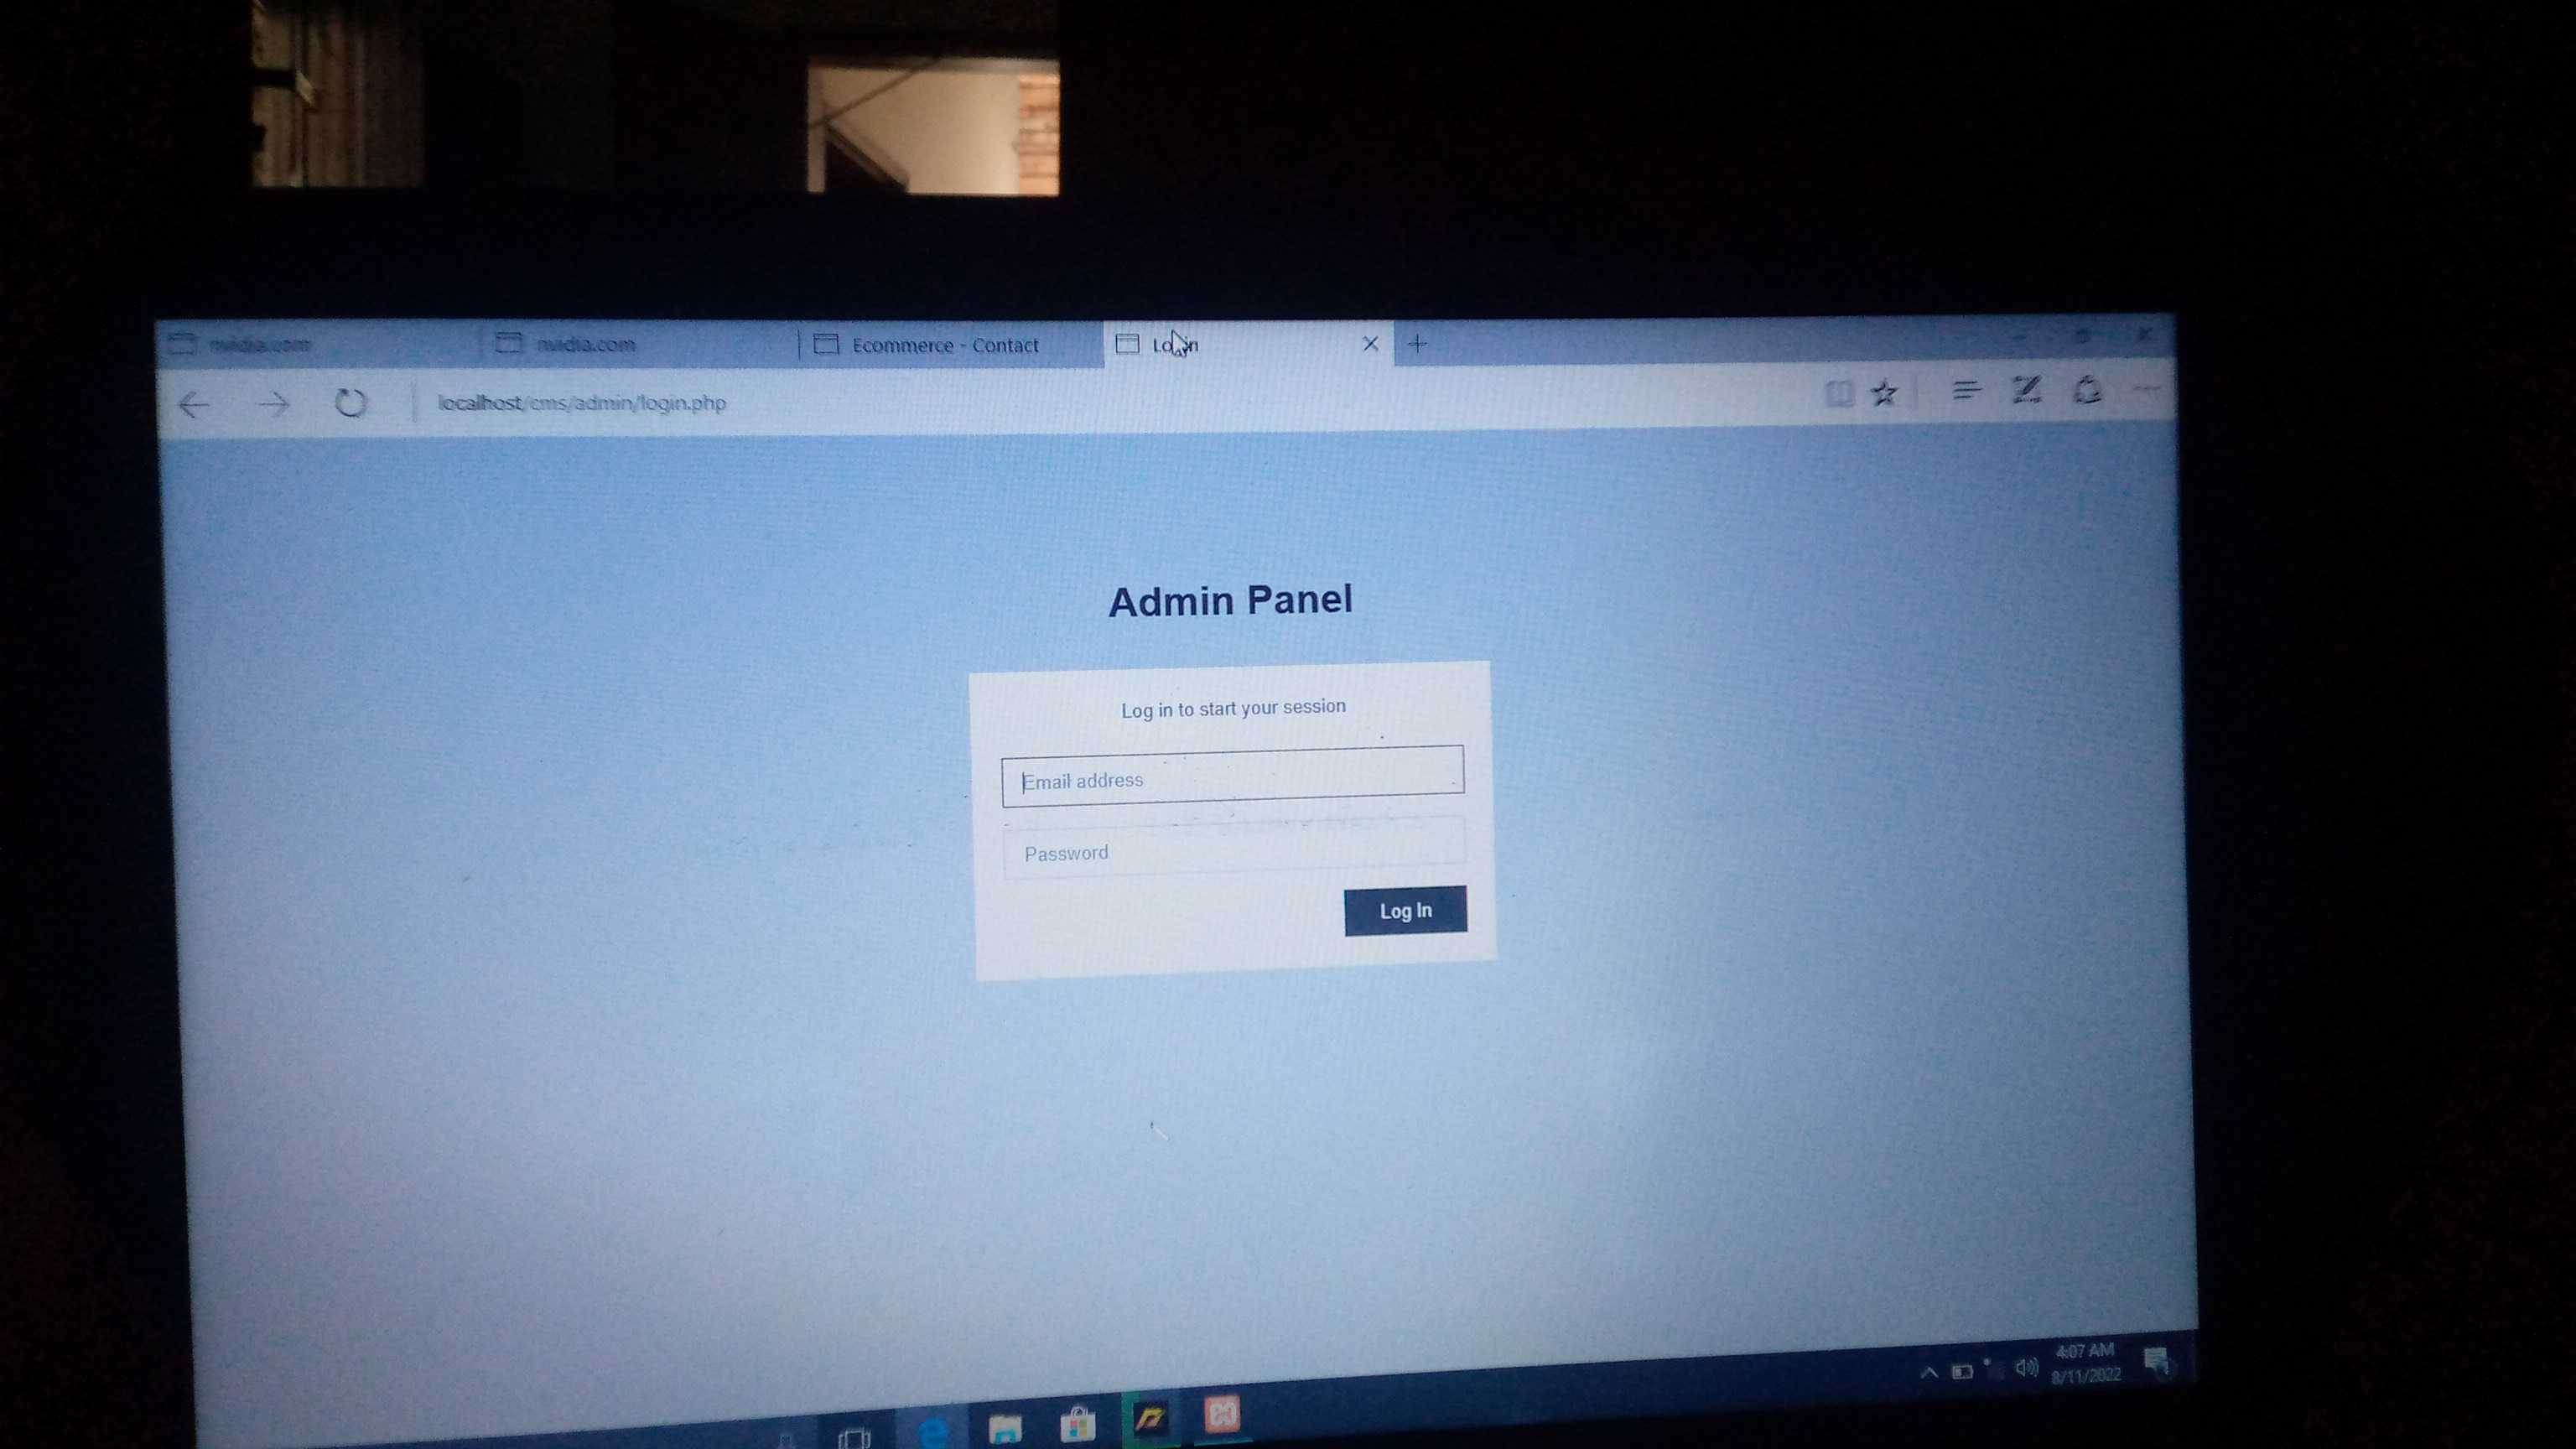 nvidia.com
nvidia.com
Ecommerce - Contact
Login
localhost/cms/admin/login.php
Admin Panel
Log in to start your session
Email address
Password
Log In
4:07 AM
8/11/2022